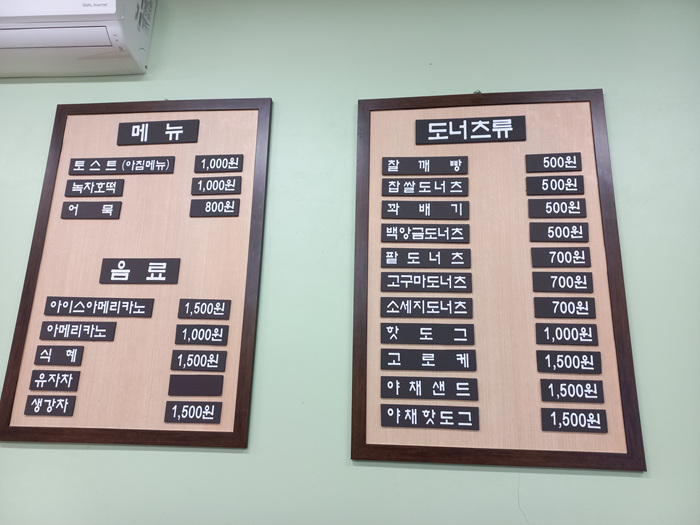 메뉴
토스트(아침메뉴) 1,000원
녹차호떡 1,000원
어묵 800원
음료
아이스아메리카노 1,500원
아메리카노 1,000원
식혜 1,500원
유자차
생강차 1,500원
도너츠류
찰깨빵 500원
찹쌀도너츠 500원
꽈배기 500원
백앙금도너츠 500원
팥도너츠 700원
고구마도너츠 700원
소세지도너츠 700원
핫도그 1,000원
고로케 1,500원
야채샌드 1,500원
야채핫도그 1,500원